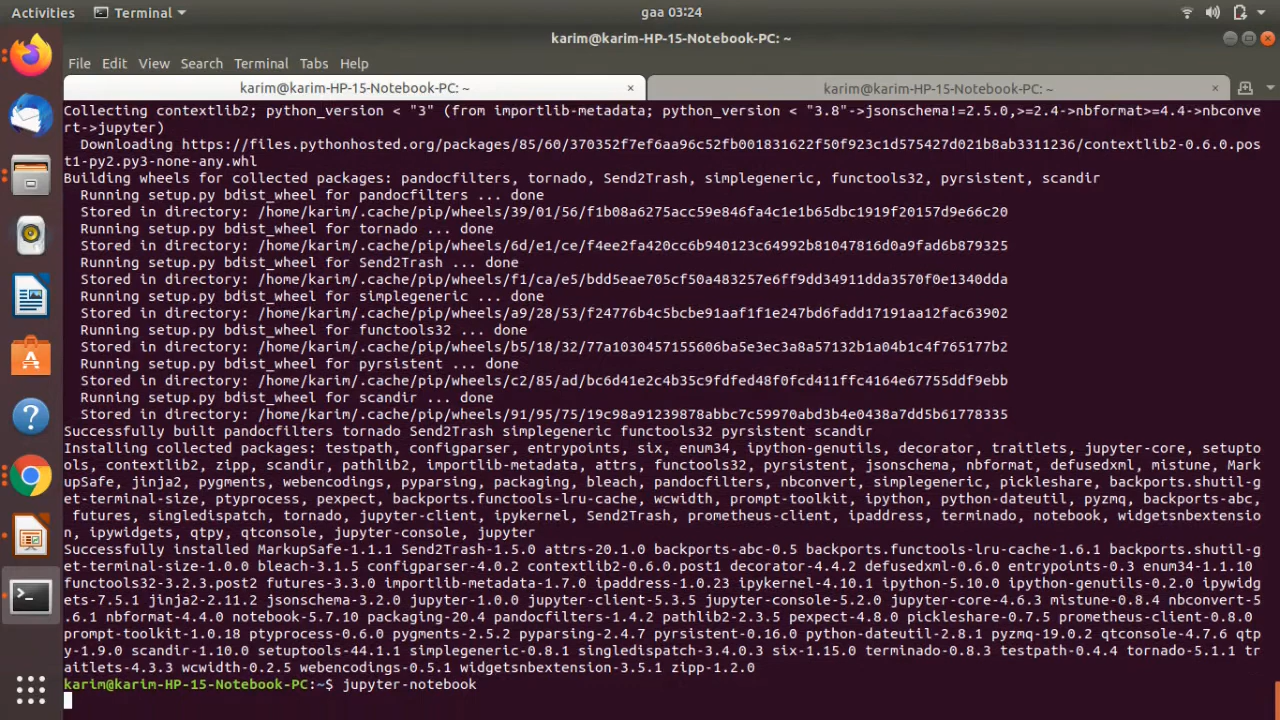 Activities Terminal gaa 03:24
karim@karim-HP-15-Notebook-PC: ~
File Edit View Search Terminal Tabs Help
karim@karim-HP-15-Notebook-PC: ~ × karim@karim-HP-15-Notebook-PC: ~ ×
Collecting contextlib2; python_version < "3" (from importlib-metadata; python_version < "3.8"->jsonschema!=2.5.0,>=2.4->nbformat>=4.4->nbconve
rt->jupyter)
Downloading https://files.pythonhosted.org/packages/85/60/370352f7ef6aa96c52fb001831622f50f923c1d575427d021b8ab3311236/contextlib2-0.6.0.pos
t1-py2.py3-none-any.whl
Building wheels for collected packages: pandocfilters, tornado, Send2Trash, simplegeneric, functools32, pyrsistent, scandir
Running setup.py bdist_wheel for pandocfilters ... done
Stored in directory: /home/karim/.cache/pip/wheels/39/01/56/f1b08a6275acc59e846fa4c1e1b65dbc1919f20157d9e66c20
Running setup.py bdist_wheel for tornado ... done
Stored in directory: /home/karim/.cache/pip/wheels/6d/e1/ce/f4ee2fa420cc6b940123c64992b81047816d0a9fad6b879325
Running setup.py bdist_wheel for Send2Trash ... done
Stored in directory: /home/karim/.cache/pip/wheels/f1/ca/e5/bdd5eae705cf50a483257e6ff9dd34911dda3570f0e1340dda
Running setup.py bdist_wheel for simplegeneric ... done
Stored in directory: /home/karim/.cache/pip/wheels/a9/28/53/f24776b4c5bcbe91aaf1f1e247bd6fadd17191aa12fac63902
Running setup.py bdist_wheel for functools32 ... done
Stored in directory: /home/karim/.cache/pip/wheels/b5/18/32/77a1030457155606ba5e3ec3a8a57132b1a04b1c4f765177b2
Running setup.py bdist_wheel for pyrsistent ... done
Stored in directory: /home/karim/.cache/pip/wheels/c2/85/ad/bc6d41e2c4b35c9fdfed48f0fcd411ffc4164e67755ddf9ebb
Running setup.py bdist_wheel for scandir ... done
Stored in directory: /home/karim/.cache/pip/wheels/91/95/75/19c98a91239878abbc7c59970abd3b4e0438a7dd5b61778335
Successfully built pandocfilters tornado Send2Trash simplegeneric functools32 pyrsistent scandir
Installing collected packages: testpath, configparser, entrypoints, six, enum34, ipython-genutils, decorator, traitlets, jupyter-core, setupto
ols, contextlib2, zipp, scandir, pathlib2, importlib-metadata, attrs, functools32, pyrsistent, jsonschema, nbformat, defusedxml, mistune, Mark
upSafe, jinja2, pygments, webencodings, pyparsing, packaging, bleach, pandocfilters, nbconvert, simplegeneric, pickleshare, backports.shutil-g
et-terminal-size, ptyprocess, pexpect, backports.functools-lru-cache, wcwidth, prompt-toolkit, ipython, python-dateutil, pyzmq, backports-abc,
futures, singledispatch, tornado, jupyter-client, ipykernel, Send2Trash, prometheus-client, ipaddress, terminado, notebook, widgetsnbextensio
n, ipywidgets, qtpy, qtconsole, jupyter-console, jupyter
Successfully installed MarkupSafe-1.1.1 Send2Trash-1.5.0 attrs-20.1.0 backports-abc-0.5 backports.functools-lru-cache-1.6.1 backports.shutil-g
et-terminal-size-1.0.0 bleach-3.1.5 configparser-4.0.2 contextlib2-0.6.0.post1 decorator-4.4.2 defusedxml-0.6.0 entrypoints-0.3 enum34-1.1.10
functools32-3.2.3.post2 futures-3.3.0 importlib-metadata-1.7.0 ipaddress-1.0.23 ipykernel-4.10.1 ipython-5.10.0 ipython-genutils-0.2.0 ipywidg
ets-7.5.1 jinja2-2.11.2 jsonschema-3.2.0 jupyter-1.0.0 jupyter-client-5.3.5 jupyter-console-5.2.0 jupyter-core-4.6.3 mistune-0.8.4 nbconvert-5
.6.1 nbformat-4.4.0 notebook-5.7.10 packaging-20.4 pandocfilters-1.4.2 pathlib2-2.3.5 pexpect-4.8.0 pickleshare-0.7.5 prometheus-client-0.8.0
prompt-toolkit-1.0.18 ptyprocess-0.6.0 pygments-2.5.2 pyparsing-2.4.7 pyrsistent-0.16.0 python-dateutil-2.8.1 pyzmq-19.0.2 qtconsole-4.7.6 qtp
y-1.9.0 scandir-1.10.0 setuptools-44.1.1 simplegeneric-0.8.1 singledispatch-3.4.0.3 six-1.15.0 terminado-0.8.3 testpath-0.4.4 tornado-5.1.1 tr
aitlets-4.3.3 wcwidth-0.2.5 webencodings-0.5.1 widgetsnbextension-3.5.1 zipp-1.2.0
karim@karim-HP-15-Notebook-PC:~$ jupyter-notebook